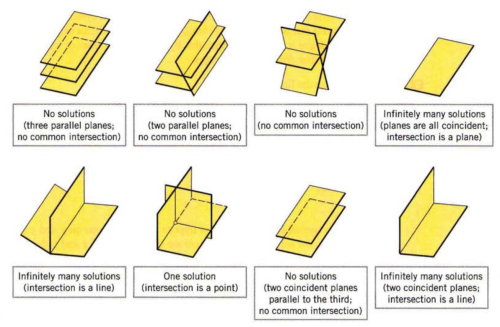 No solutions
(three parallel planes;
no common intersection)
No solutions
(two parallel planes;
no common intersection)
No solutions
(no common intersection)
Infinitely many solutions
(planes are all coincident;
intersection is a plane)
Infinitely many solutions
(intersection is a line)
One solution
(intersection is a point)
No solutions
(two coincident planes
parallel to the third;
no common intersection)
Infinitely many solutions
(two coincident planes;
intersection is a line)